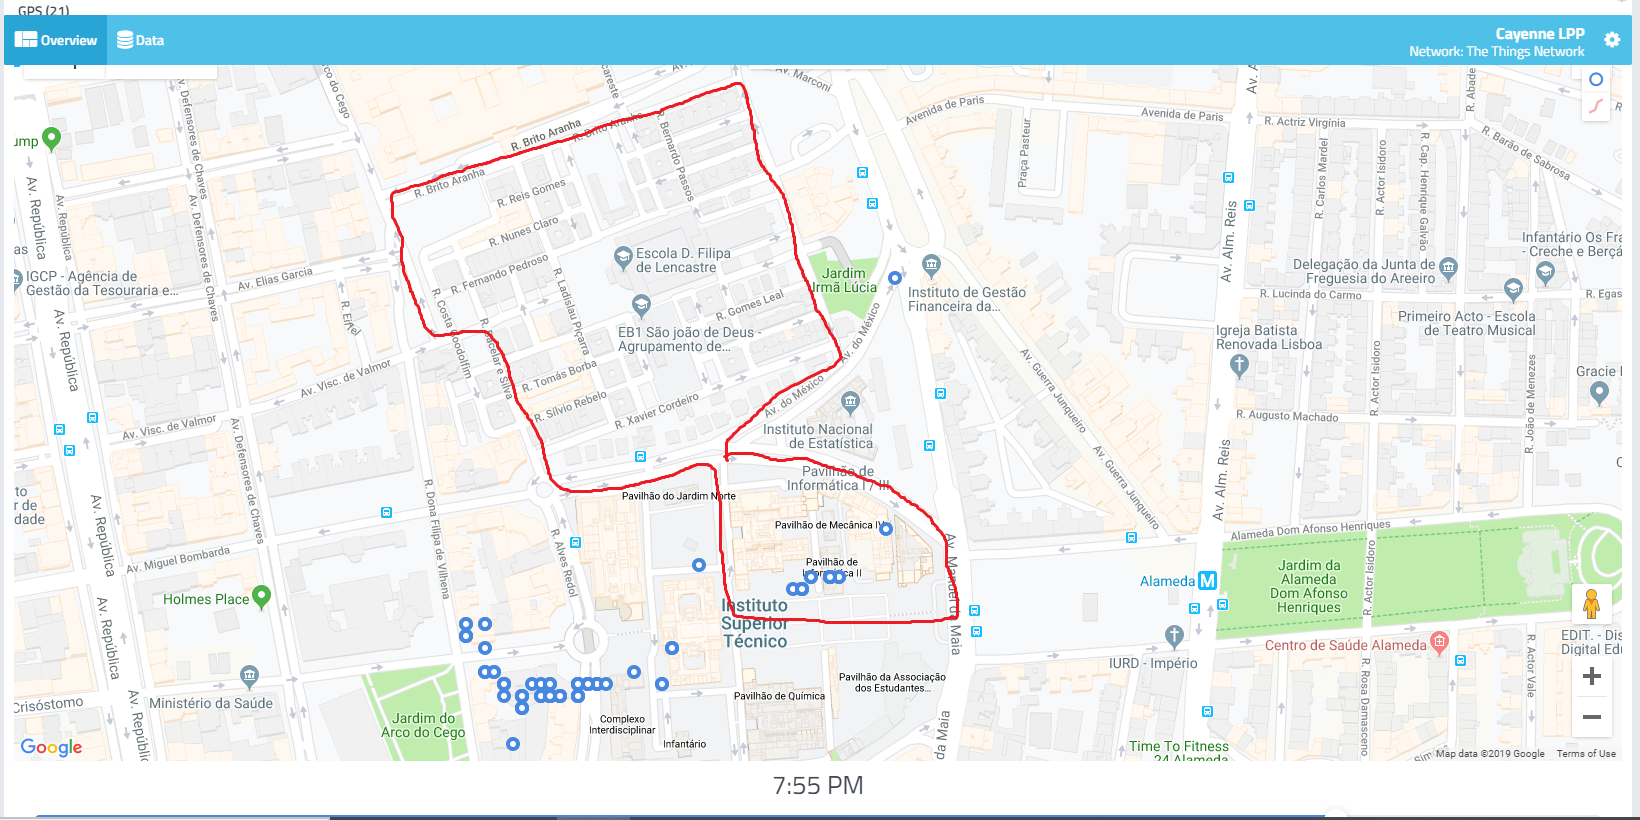 GPS (21)
Overview
Data
Cayenne LPP
Network: The Things Network
Av. Marconi
Avenida de Paris
Avenida de Paris
R. Actriz Virgínia
R. Barão de Sabrosa
R. Abade
R. Cap. Henrique Galvão
R. Actor Isidoro
R. Carlos Mardel
Praça Pasteur
ump
Av. Defensores de Chaves
Av. Defensores de Chaves
rco do Cego
R. Brito Aranha
R. Brito Aranha
R. Brito Aranha
R. Bernardo Passos
R. Reis Gomes
R. Nunes Claro
R. Fernando Pedroso
R. Ladislau Piçarra
Escola D. Filipa
de Lencastre
Av. República
R. Av. República
Av. República
Av. República
Av. República
IGCP - Agência de
Gestão da Tesouraria e...
Av. Elias Garcia
R. Eiffel
R. Costa Goodolfim
R. Bacelar e Silva
R. Gomes Leal
EB1 São joão de Deus -
Agrupamento de...
Jardim
Irmã Lúcia
Instituto de Gestão
Financeira da...
Av. Alm. Reis
Av. Alm. Reis
Infantário Os Fra
- Creche e Berçá
Delegação da Junta de
Freguesia do Areeiro
R. Lucinda do Carmo
R. Egas
Primeiro Acto - Escola
de Teatro Musical
Igreja Batista
Renovada Lisboa
Gracie
R. Actor Isidoro
R. João de Menezes
R. Augusto Machado
Av. Guerra Junqueiro
Av. Guerra Junqueiro
Av. do México
Av. do México
R. Tomás Borba
R. Silvio Rebelo
R. Xavier Cordeiro
Av. Visc. de Valmor
Av. Visc. de Valmor
Instituto Nacional
de Estatística
Pavilhão de
Informática I / III
Pavilhão do Jardim Norte
Pavilhão de Mecânica IV
Pavilhão de
Informática II
Av. Defensores de Chaves
R. Dona Filipa de Vilhena
R. Alves Redol
Av. Miguel Bombarda
Holmes Place
Instituto
Superior
Técnico
Av. Manuel da Maia
Alameda
M
Alameda Dom Afonso Henriques
Jardim da
Alameda
Dom Afonso
Henriques
R. Actor Isidoro
Centro de Saúde Alameda
EDIT. - Dis
Digital Edu
IURD - Império
R. Rosa Damasceno
R. Actor Vale
Ministério da Saúde
Crisóstomo
Jardim do
Arco do Cego
Complexo
Interdisciplinar
Infantário
Pavilhão de Química
Pavilhão da Associação
dos Estudantes...
da Maia
Time To Fitness
24 Alameda
Google
Map data ©2019 Google
Terms of Use
7:55 PM